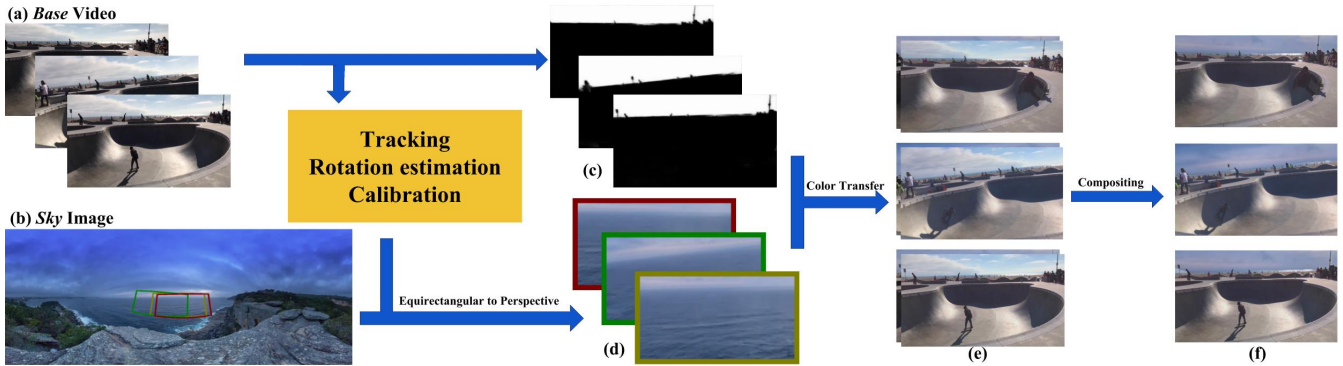 (a) Base Video
Tracking
Rotation estimation
Calibration
(b) Sky Image
(c)
Equirectangular to Perspective
(d)
Color Transfer
(e)
Compositing
(f)